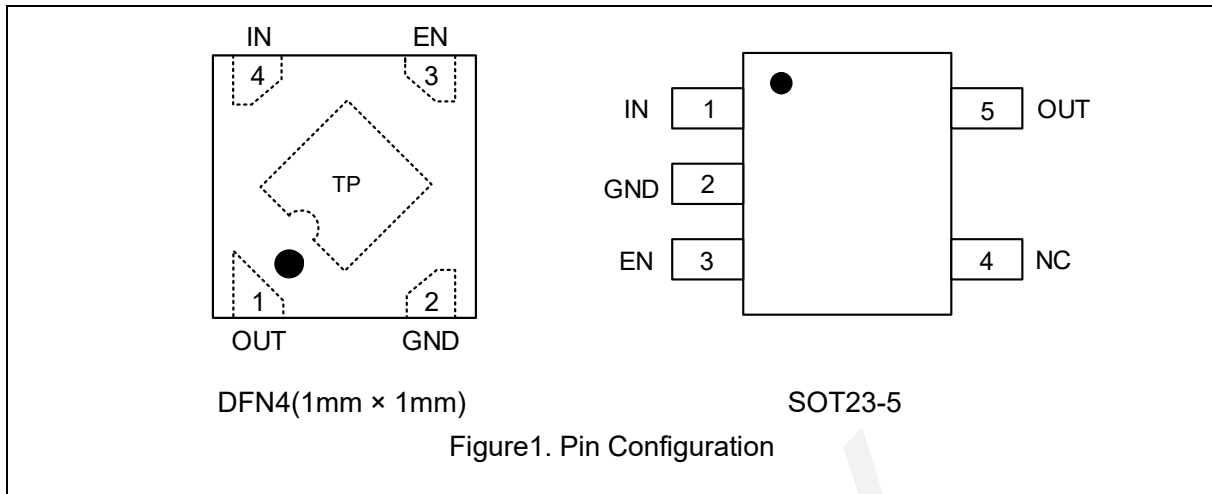 IN EN
4 3
TP
1 2
OUT GND
DFN4(1mm × 1mm)
IN 1 5 OUT
GND 2
EN 3 4 NC
SOT23-5
Figure1. Pin Configuration